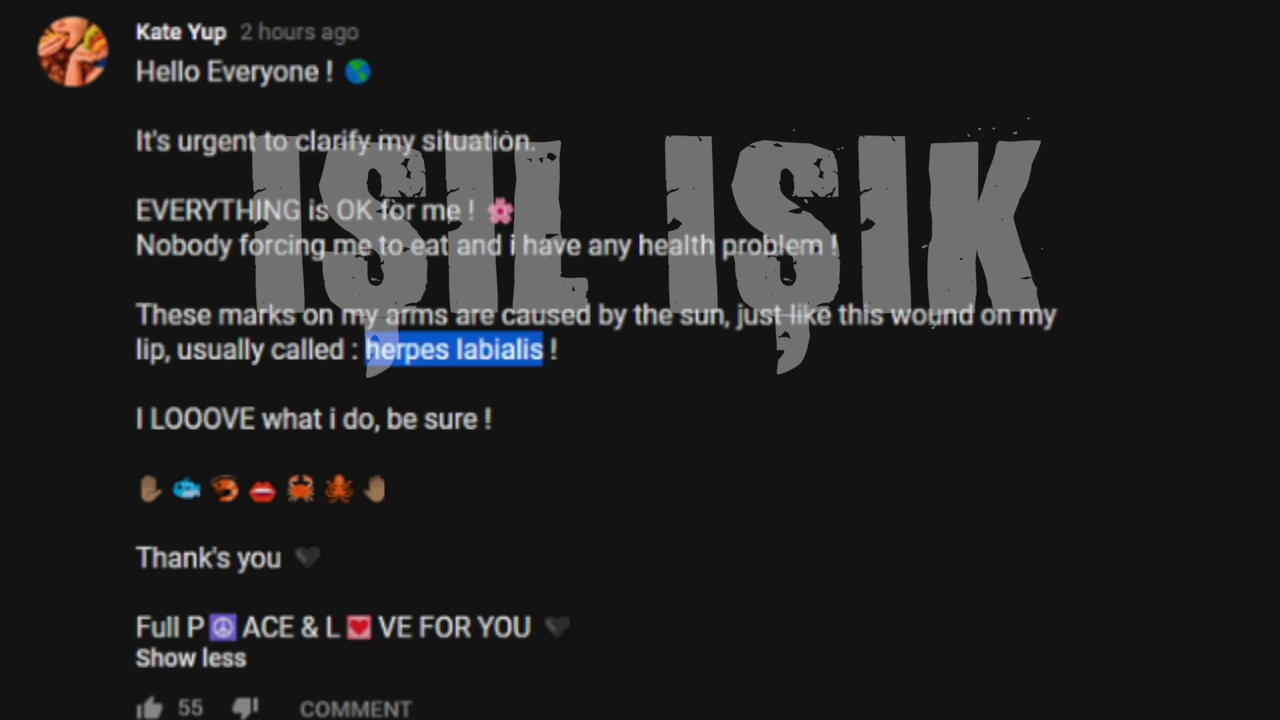 Kate Yup 2 hours ago
Hello Everyone ! 🌎
It's urgent to clarify my situation.
IŞIL IŞIK
EVERYTHING is OK for me ! 🌸
Nobody forcing me to eat and i have any health problem !
These marks on my arms are caused by the sun, just like this wound on my
lip, usually called : herpes labialis !
I LOOOVE what i do, be sure !
✋🏽 🐟 🦐 👄 🦀 🐙 🤚🏽
Thank's you 🖤
Full P ☮️ ACE & L 💟 VE FOR YOU 🖤
Show less
55 COMMENT